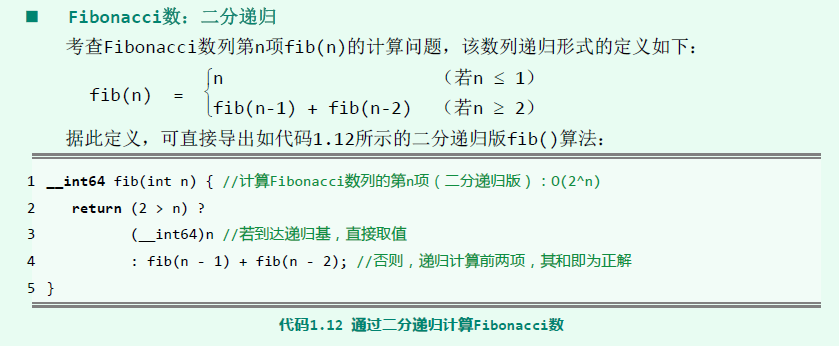 ■ Fibonacci数：二分递归
考查Fibonacci数列第n项fib(n)的计算问题，该数列递归形式的定义如下：
n （若n ≤ 1）
fib(n) =
fib(n-1) + fib(n-2) （若n ≥ 2）
据此定义，可直接导出如代码1.12所示的二分递归版fib()算法：
1 __int64 fib(int n) { //计算Fibonacci数列的第n项（二分递归版）：O(2^n)
2 return (2 > n) ?
3 (__int64)n //若到达递归基，直接取值
4 : fib(n - 1) + fib(n - 2); //否则，递归计算前两项，其和即为正解
5 }
代码1.12 通过二分递归计算Fibonacci数